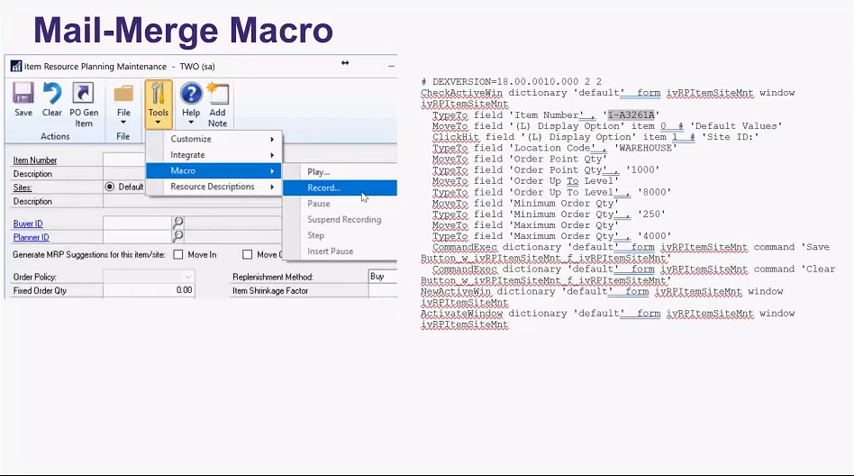 Mail-Merge Macro
Item Resource Planning Maintenance - TWO (sa)
Save Clear PO Gen Item File Tools Help Add Note
Actions File
Customize
Integrate
Macro
Resource Descriptions
Play...
Record...
Pause
Suspend Recording
Step
Insert Pause
Item Number
Description
Sites: Default
Description
Buyer ID
Planner ID
Generate MRP Suggestions for this item/site: Move In Move O
Order Policy: Replenishment Method: Buy
Fixed Order Qty 0.00 Item Shrinkage Factor
# DEXVERSION=18.00.0010.000 2 2
CheckActiveWin dictionary 'default' form ivRPItemSiteMnt window
ivRPItemSiteMnt
TypeTo field 'Item Number' , '1-A3261A'
MoveTo field '(L) Display Option' item 0 # 'Default Values'
ClickHit field '(L) Display Option' item 1 # 'Site ID:'
TypeTo field 'Location Code' , 'WAREHOUSE'
MoveTo field 'Order Point Qty'
TypeTo field 'Order Point Qty' , '1000'
MoveTo field 'Order Up To Level'
TypeTo field 'Order Up To Level' , '8000'
MoveTo field 'Minimum Order Qty'
TypeTo field 'Minimum Order Qty' , '250'
MoveTo field 'Maximum Order Qty'
TypeTo field 'Maximum Order Qty' , '4000'
CommandExec dictionary 'default' form ivRPItemSiteMnt command 'Save
Button_w_ivRPItemSiteMnt_f_ivRPItemSiteMnt'
CommandExec dictionary 'default' form ivRPItemSiteMnt command 'Clear
Button_w_ivRPItemSiteMnt_f_ivRPItemSiteMnt'
NewActiveWin dictionary 'default' form ivRPItemSiteMnt window
ivRPItemSiteMnt
ActivateWindow dictionary 'default' form ivRPItemSiteMnt window
ivRPItemSiteMnt